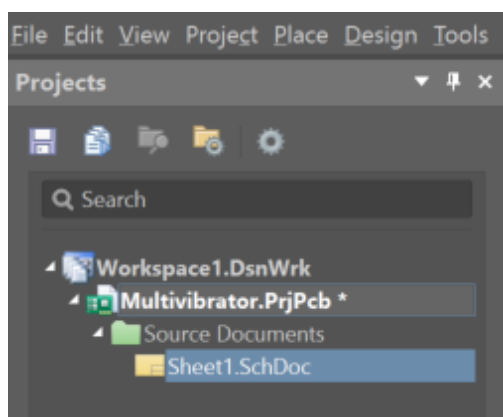 File Edit View Project Place Design Tools
Projects
Search
Workspace1.DsnWrk
Multivibrator.PrjPcb *
Source Documents
Sheet1.SchDoc